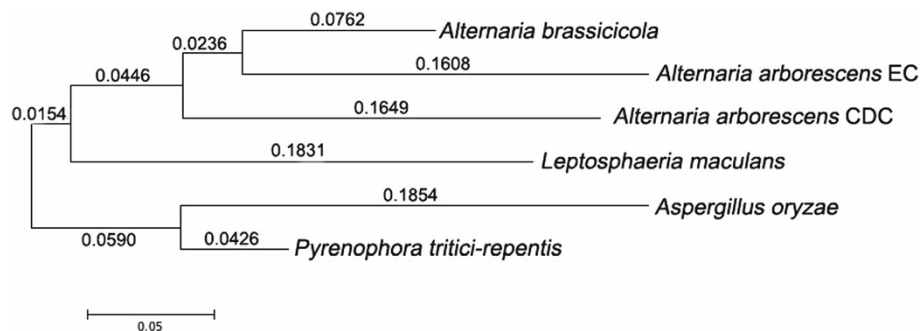 0.0762
Alternaria brassicicola
0.0236
0.1608
Alternaria arborescens EC
0.0446
0.1649
Alternaria arborescens CDC
0.0154
0.1831
Leptosphaeria maculans
0.1854
Aspergillus oryzae
0.0590
0.0426
Pyrenophora tritici-repentis
0.05